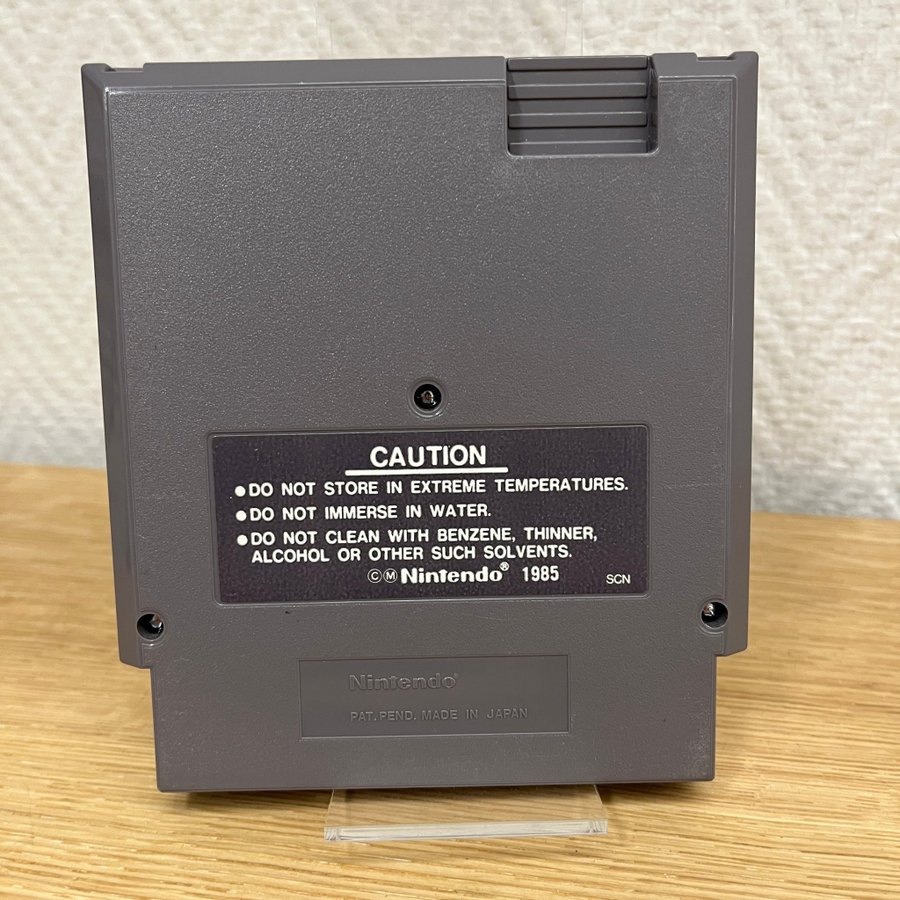 CAUTION
●DO NOT STORE IN EXTREME TEMPERATURES.
●DO NOT IMMERSE IN WATER.
●DO NOT CLEAN WITH BENZENE, THINNER,
ALCOHOL OR OTHER SUCH SOLVENTS.
©Ⓜ Nintendo® 1985 SCN
Nintendo®
PAT. PEND. MADE IN JAPAN